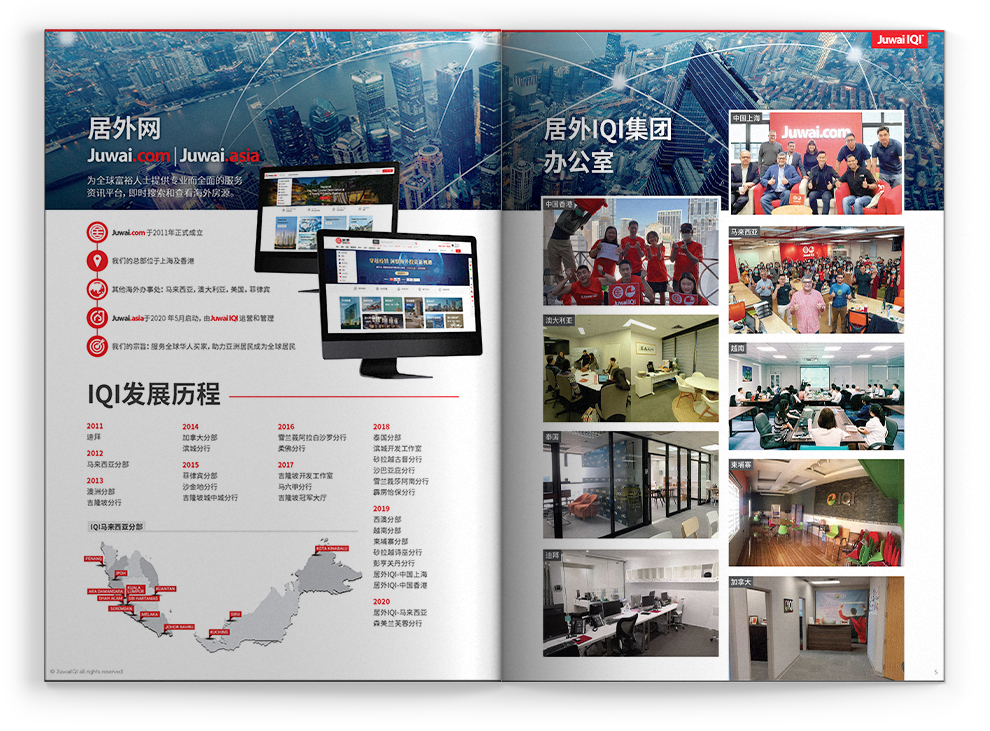 居外网
Juwai.com | Juwai.asia
为全球富裕人士提供专业而全面的服务
资讯平台，即时搜索和查看海外房源。
Juwai.com 于2011年正式成立
我们的总部位于上海及香港
其他海外办事处：马来西亚，澳大利亚，美国，菲律宾
Juwai.asia于2020 年5月启动，由Juwai IQI 运营和管理
我们的宗旨：服务全球华人买家，助力亚洲居民成为全球居民
IQI发展历程
2011
迪拜
2012
马来西亚分部
2013
澳洲分部
吉隆坡分行
2014
加拿大分部
滨城分行
2015
菲律宾分部
沙金地分行
吉隆坡城中城分行
2016
雪兰莪阿拉白沙罗分行
柔佛分行
2017
吉隆坡开发工作室
马六甲分行
吉隆坡冠军大厅
2018
泰国分部
滨城开发工作室
砂拉越古晋分行
沙巴亚庇分行
雪兰莪莎阿南分行
霹雳怡保分行
2019
西澳分部
越南分部
柬埔寨分部
砂拉越诗巫分行
彭亨关丹分行
居外IQI-中国上海
居外IQI-中国香港
2020
居外IQI-马来西亚
森美兰芙蓉分行
IQI马来西亚分部
PENANG
IPOH
KUALA LUMPUR
KUANTAN
ARA DAMANSARA
SHAH ALAM
SRI HARTAMAS
SEREMBAN
MELAKA
JOHOR BAHRU
KOTA KINABALU
SIBU
KUCHING
© JuwaiIQI all rights reserved
Juwai IQI
居外IQI集团
办公室
中国上海
Juwai.com
中国香港
JUWAI IQI
马来西亚
澳大利亚
越南
泰国
柬埔寨
IQI
迪拜
加拿大
IQI
5